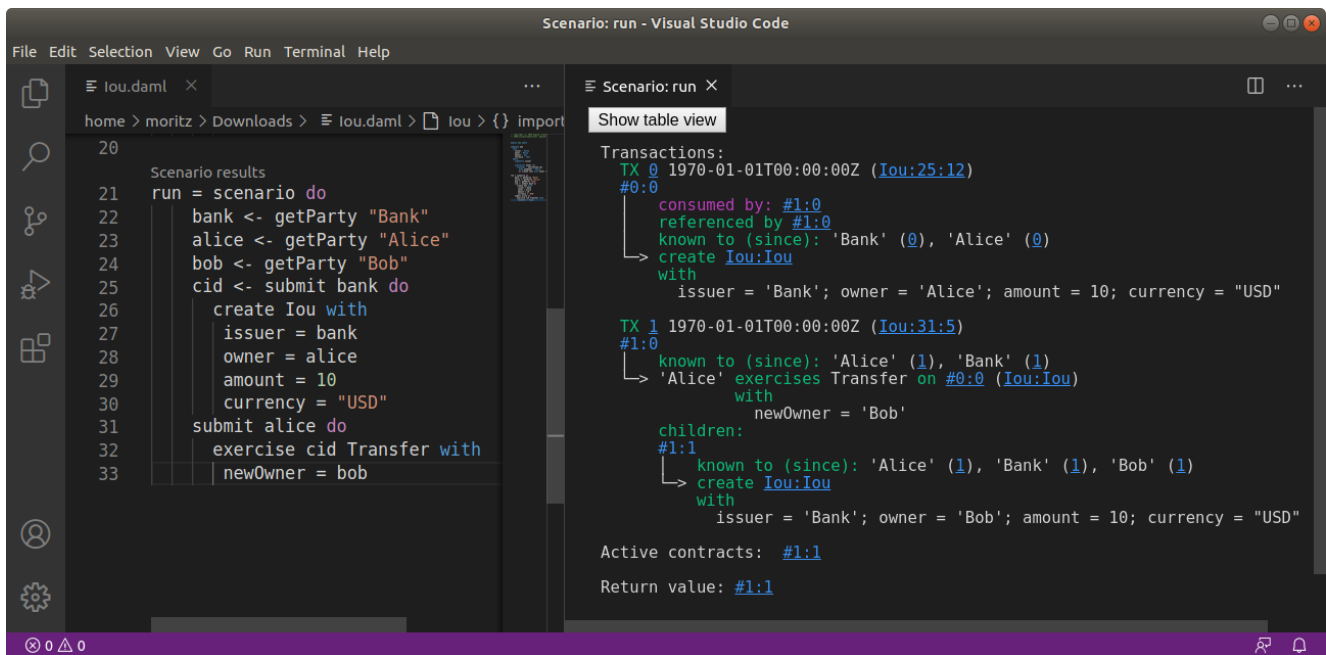 Scenario: run - Visual Studio Code
File Edit Selection View Go Run Terminal Help
Iou.daml
home > moritz > Downloads > Iou.daml > Iou > {} import
20
Scenario results
21 run = scenario do
22 bank <- getParty "Bank"
23 alice <- getParty "Alice"
24 bob <- getParty "Bob"
25 cid <- submit bank do
26 create Iou with
27 issuer = bank
28 owner = alice
29 amount = 10
30 currency = "USD"
31 submit alice do
32 exercise cid Transfer with
33 newOwner = bob
Scenario: run
Show table view
Transactions:
TX 0 1970-01-01T00:00:00Z (Iou:25:12)
#0:0
consumed by: #1:0
referenced by #1:0
known to (since): 'Bank' (0), 'Alice' (0)
└─> create Iou:Iou
with
issuer = 'Bank'; owner = 'Alice'; amount = 10; currency = "USD"
TX 1 1970-01-01T00:00:00Z (Iou:31:5)
#1:0
known to (since): 'Alice' (1), 'Bank' (1)
└─> 'Alice' exercises Transfer on #0:0 (Iou:Iou)
with
newOwner = 'Bob'
children:
#1:1
known to (since): 'Alice' (1), 'Bank' (1), 'Bob' (1)
└─> create Iou:Iou
with
issuer = 'Bank'; owner = 'Bob'; amount = 10; currency = "USD"
Active contracts: #1:1
Return value: #1:1
0 0